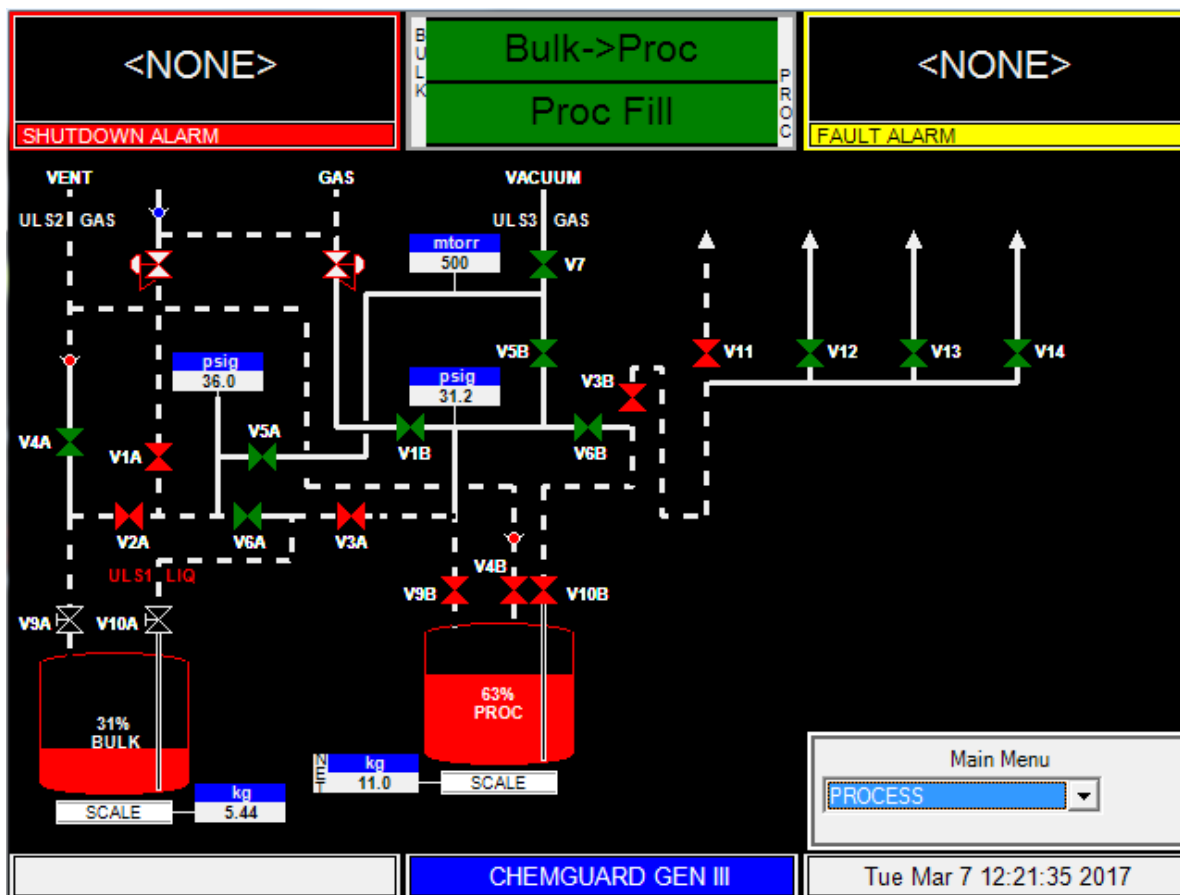 <NONE>
SHUTDOWN ALARM
BULK
Bulk->Proc
Proc Fill
PROC
<NONE>
FAULT ALARM
VENT
GAS
VACUUM
ULS2 GAS
ULS3 GAS
mtorr
500
V7
psig
36.0
V5B
psig
31.2
V3B
V11
V12
V13
V14
V4A
V1A
V5A
V1B
V6B
V2A
V6A
V3A
ULS1 LIQ
V9B
V4B
V10B
V9A
V10A
63%
PROC
31%
BULK
NET
kg
11.0
SCALE
kg
5.44
SCALE
Main Menu
PROCESS
CHEMGUARD GEN III
Tue Mar 7 12:21:35 2017